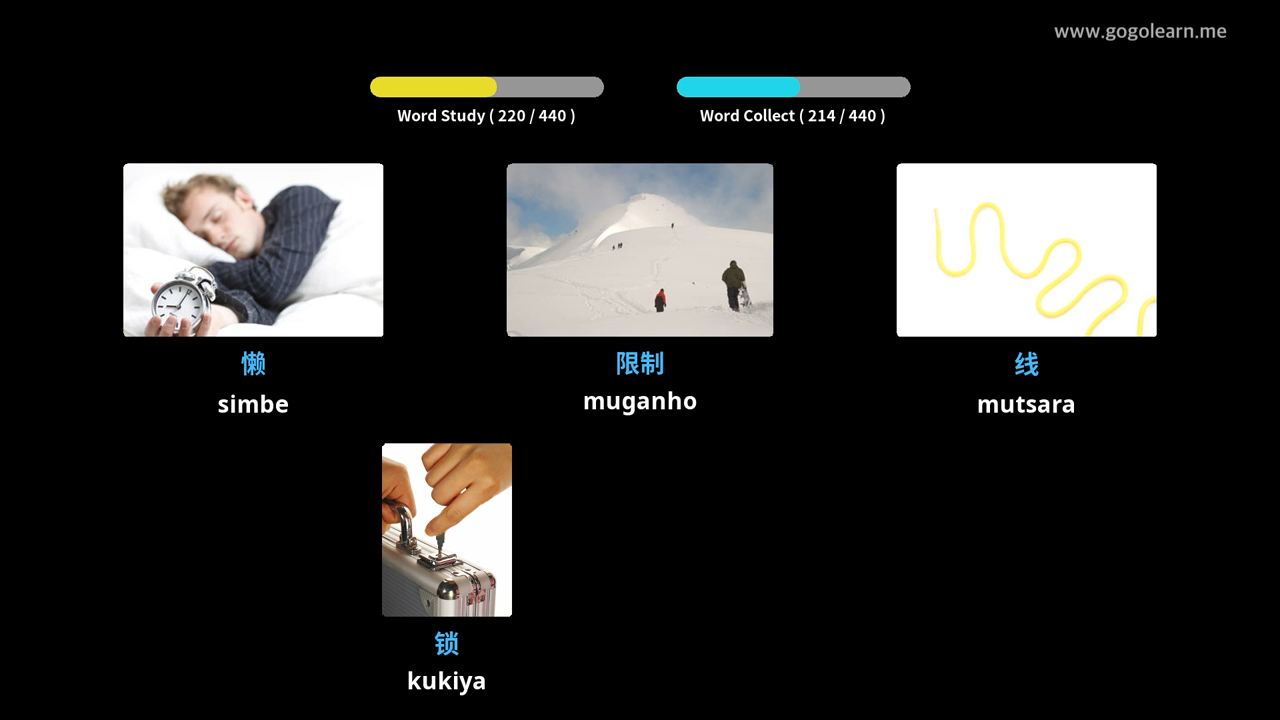 www.gogolearn.me
Word Study ( 220 / 440 )
Word Collect ( 214 / 440 )
懒
simbe
限制
muganho
线
mutsara
锁
kukiya